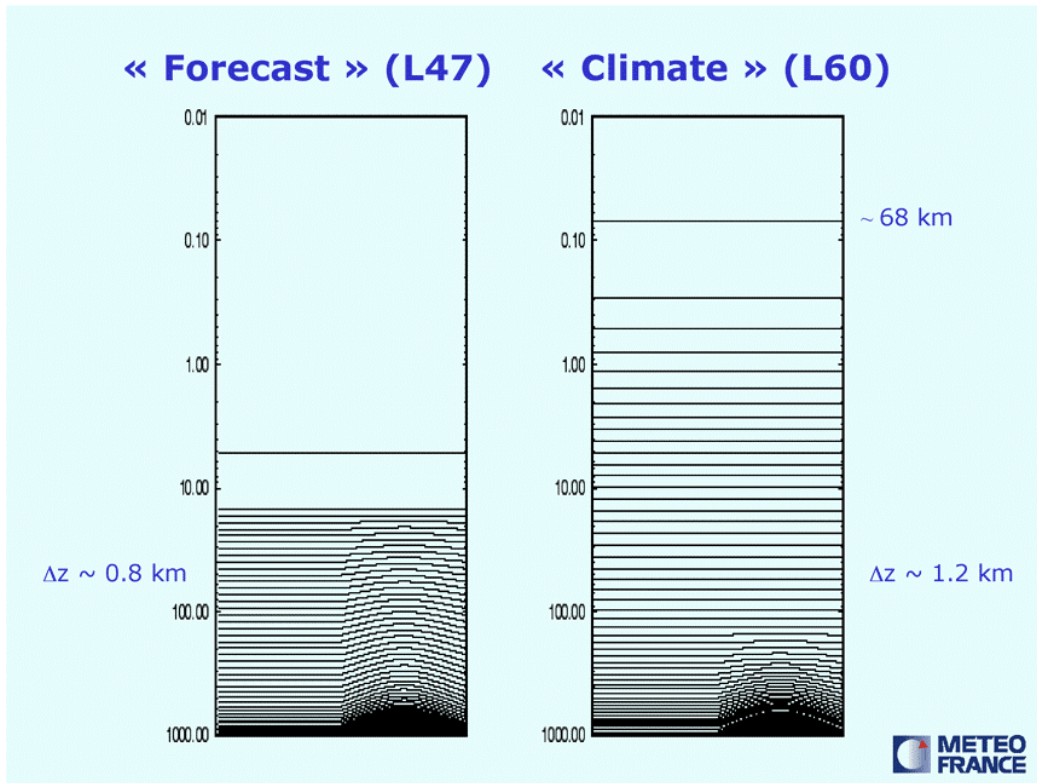 « Forecast » (L47)
« Climate » (L60)
0.01
0.10
1.00
10.00
100.00
1000.00
Δz ~ 0.8 km
0.01
0.10
1.00
10.00
100.00
1000.00
~ 68 km
Δz ~ 1.2 km
METEO
FRANCE